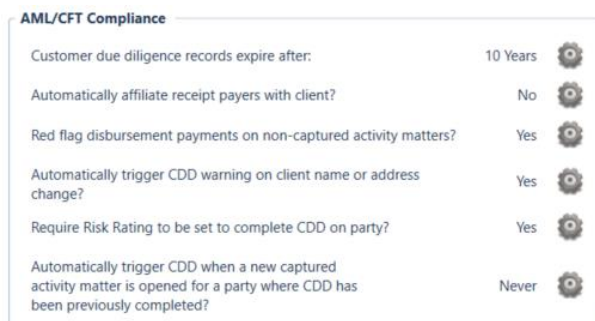 AML/CFT Compliance
Customer due diligence records expire after: 10 Years
Automatically affiliate receipt payers with client? No
Red flag disbursement payments on non-captured activity matters? Yes
Automatically trigger CDD warning on client name or address
change? Yes
Require Risk Rating to be set to complete CDD on party? Yes
Automatically trigger CDD when a new captured
activity matter is opened for a party where CDD has Never
been previously completed?